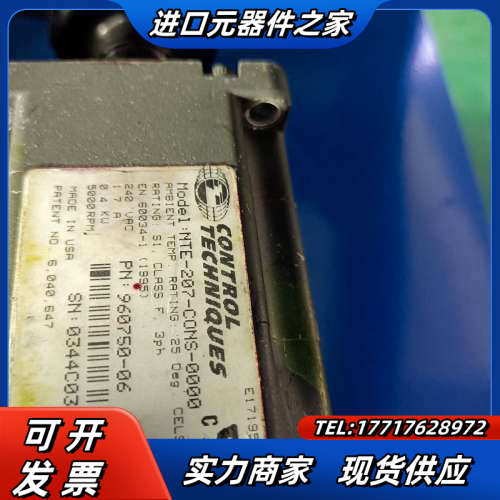 进口元器件之家
CONTROL
TECHNIQUES
Model:NTE-207-CONS-0000
AMBIENT TEMP. RATING:25 Deg CELS
RATING: S1 CLASS F, 3ph
EN 60034-1 (1995)
240 VAC
1.7 A
0.4 KW
5000RPM,
PN: 960750-06
MADE IN USA
PATENT NO. 6,040,647
SN:0344C03
E17195
C
TEL:17717628972
可开
发票
实力商家 现货供应